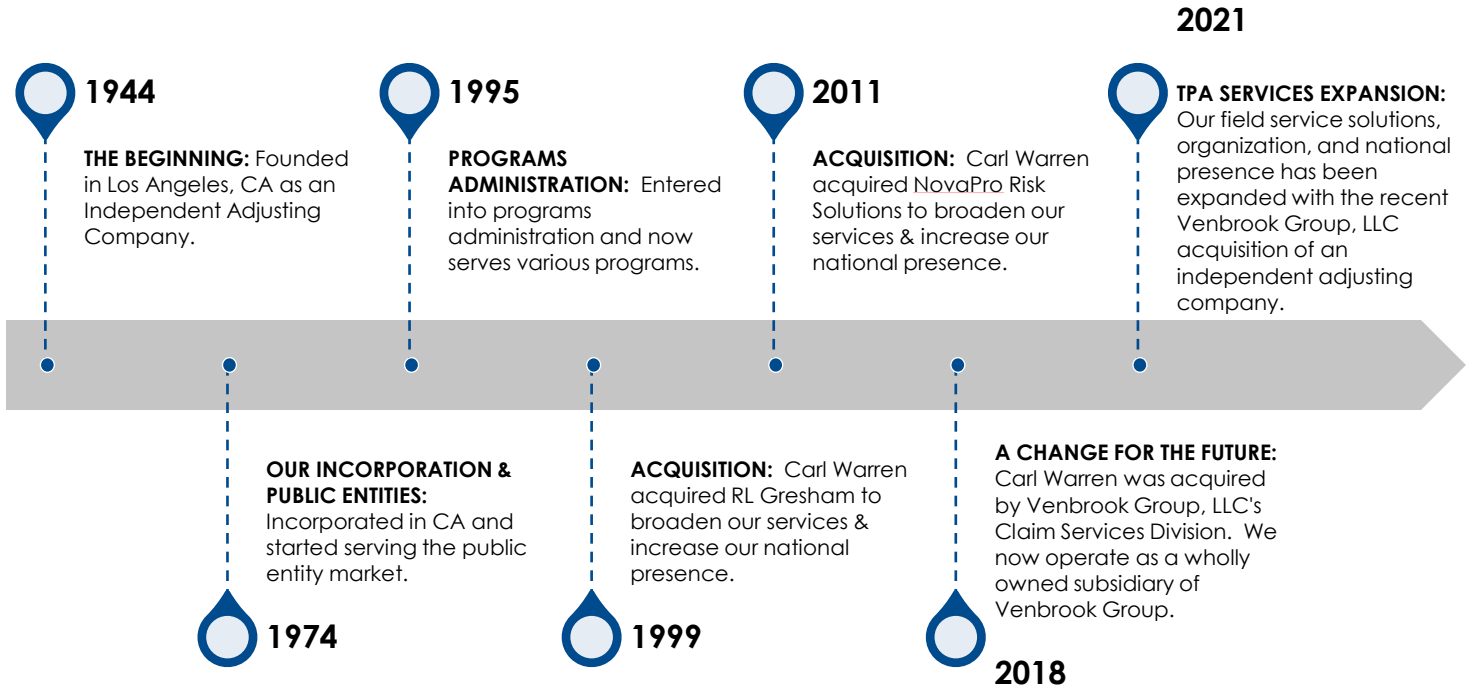 1944
THE BEGINNING: Founded
in Los Angeles, CA as an
Independent Adjusting
Company.
1974
OUR INCORPORATION &
PUBLIC ENTITIES:
Incorporated in CA and
started serving the public
entity market.
1995
PROGRAMS
ADMINISTRATION: Entered
into programs
administration and now
serves various programs.
1999
ACQUISITION: Carl Warren
acquired RL Gresham to
broaden our services &
increase our national
presence.
2011
ACQUISITION: Carl Warren
acquired NovaPro Risk
Solutions to broaden our
services & increase our
national presence.
2018
A CHANGE FOR THE FUTURE:
Carl Warren was acquired
by Venbrook Group, LLC's
Claim Services Division. We
now operate as a wholly
owned subsidiary of
Venbrook Group.
2021
TPA SERVICES EXPANSION:
Our field service solutions,
organization, and national
presence has been
expanded with the recent
Venbrook Group, LLC
acquisition of an
independent adjusting
company.